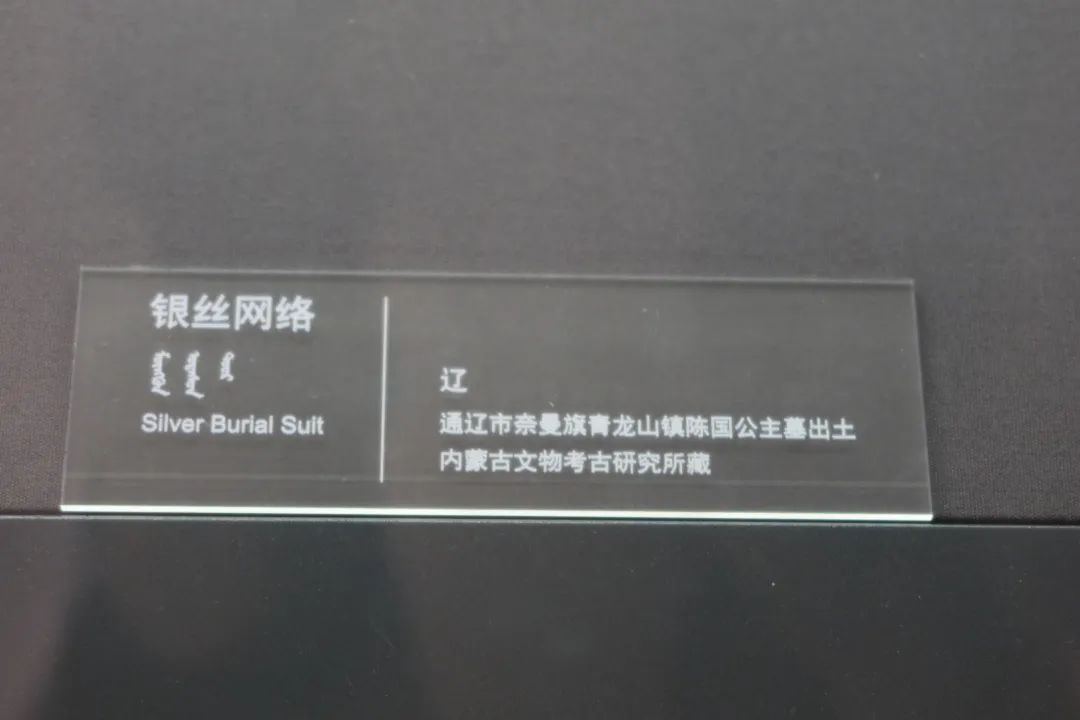 银丝网络
Silver Burial Suit
辽
通辽市奈曼旗青龙山镇陈国公主墓出土
内蒙古文物考古研究所藏